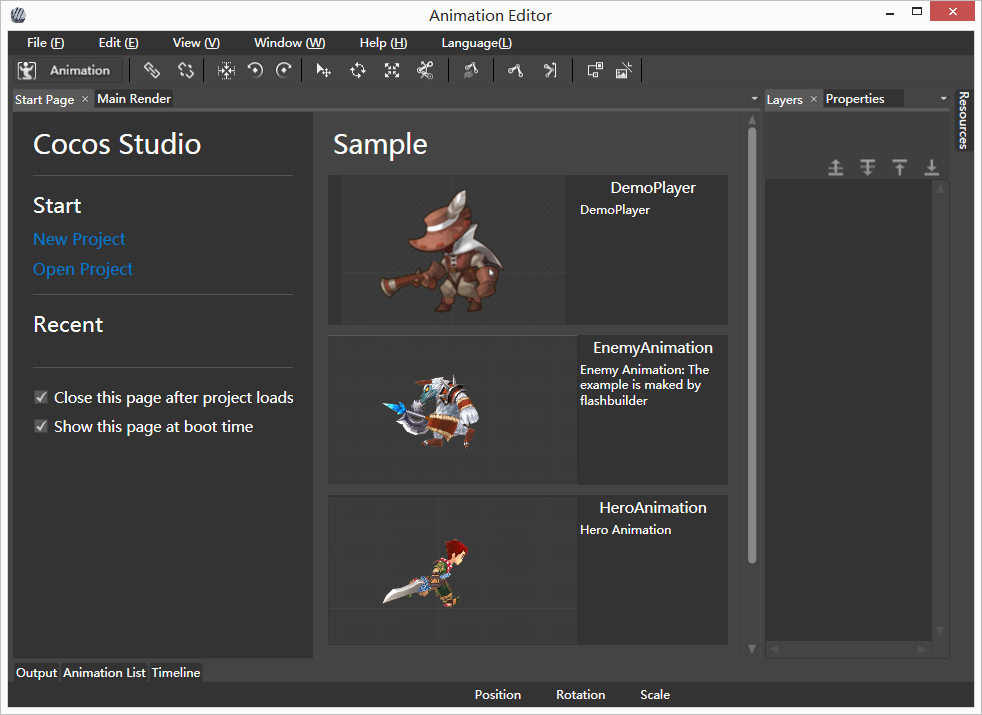 Animation Editor
File (F) Edit (E) View (V) Window (W) Help (H) Language(L)
Animation
Start Page × Main Render
Layers × Properties
Resources
Cocos Studio
Start
New Project
Open Project
Recent
Close this page after project loads
Show this page at boot time
Sample
DemoPlayer
DemoPlayer
EnemyAnimation
Enemy Animation: The
example is maked by
flashbuilder
HeroAnimation
Hero Animation
Output Animation List Timeline
Position Rotation Scale